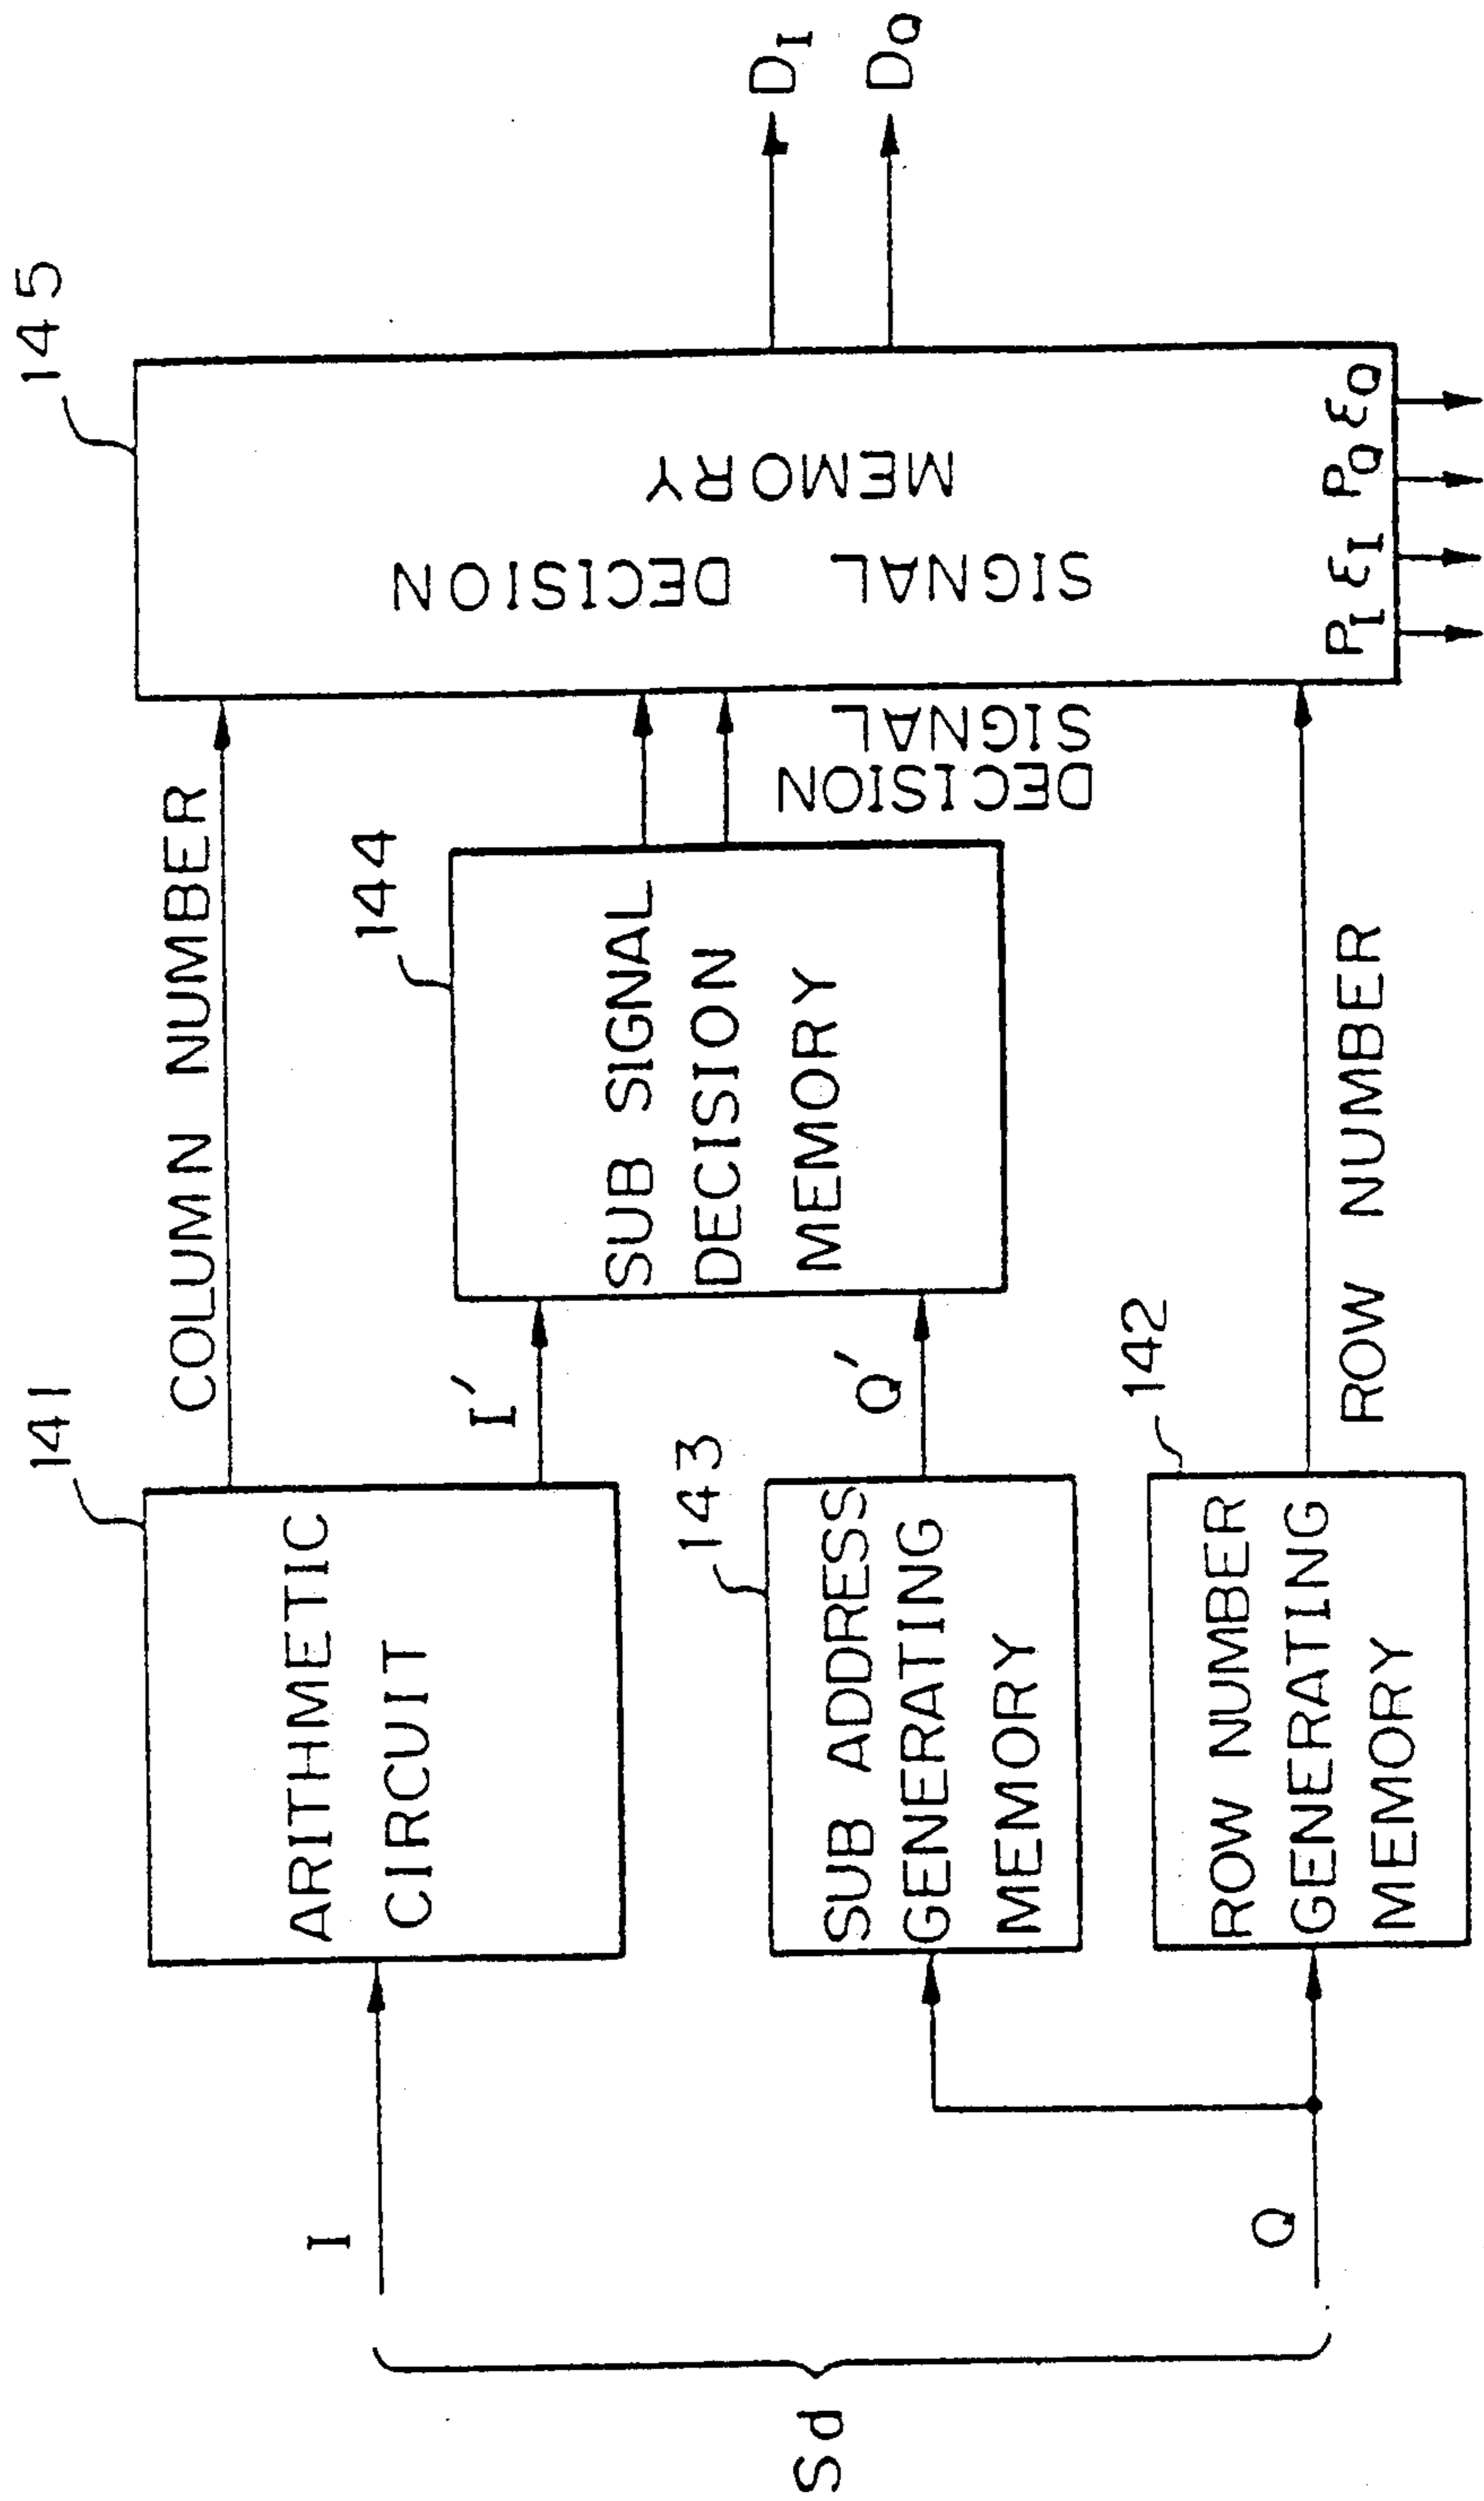 Sd
I
Q
141
ARITHMETIC
CIRCUIT
143
SUB ADDRESS
GENERATING
MEMORY
142
ROW NUMBER
GENERATING
MEMORY
COLUMN NUMBER
I'
Q'
ROW NUMBER
144
SUB SIGNAL
DECISION
MEMORY
DECISION
SIGNAL
145
SIGNAL DECISION
MEMORY
PI εI PQ εQ
DI
DQ